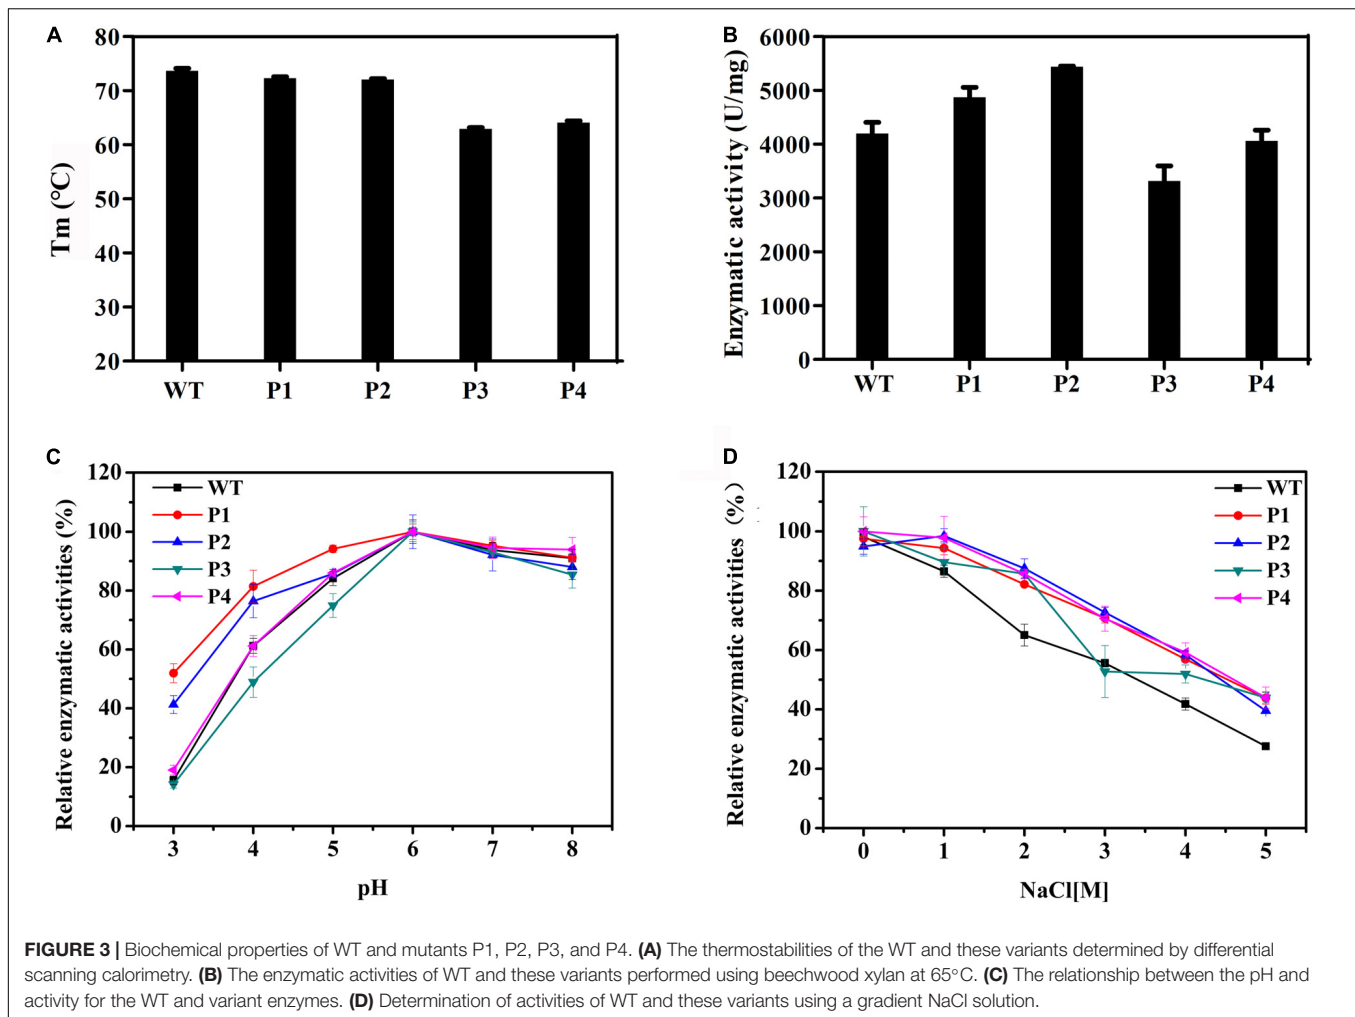 A
80
70
60
50
40
30
20
Tm (°C)
WT P1 P2 P3 P4
B
6000
5000
4000
3000
2000
1000
0
Enzymatic activity (U/mg)
WT P1 P2 P3 P4
C
120
100
80
60
40
20
0
Relative enzymatic activities (%)
WT
P1
P2
P3
P4
3 4 5 6 7 8
pH
D
120
100
80
60
40
20
0
Relative enzymatic activities (%)
WT
P1
P2
P3
P4
0 1 2 3 4 5
NaCl[M]
FIGURE 3 | Biochemical properties of WT and mutants P1, P2, P3, and P4. (A) The thermostabilities of the WT and these variants determined by differential
scanning calorimetry. (B) The enzymatic activities of WT and these variants performed using beechwood xylan at 65°C. (C) The relationship between the pH and
activity for the WT and variant enzymes. (D) Determination of activities of WT and these variants using a gradient NaCl solution.